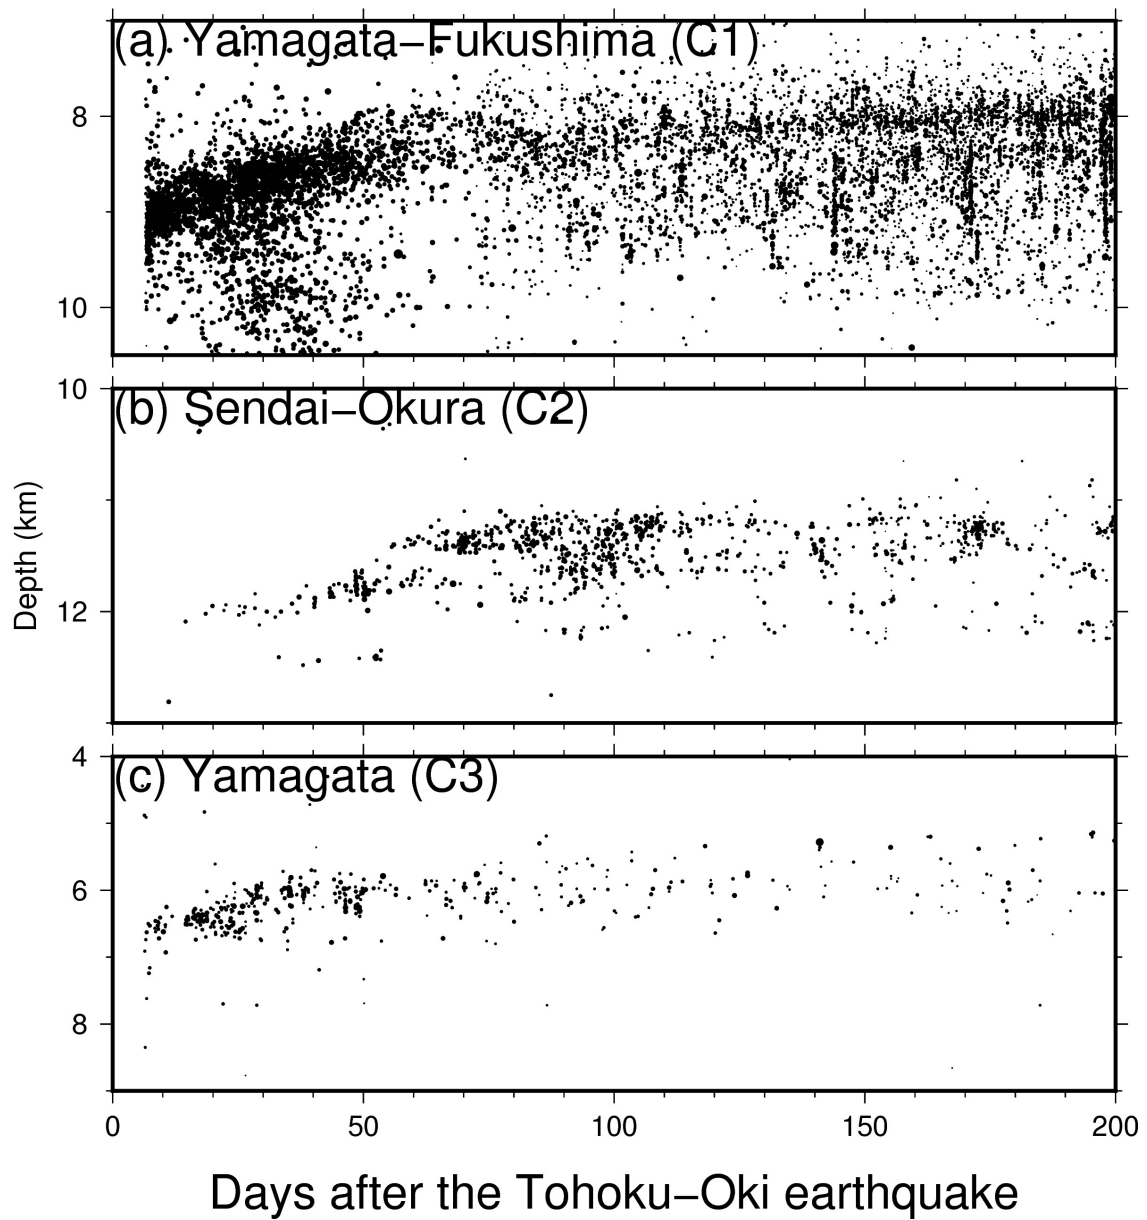 (a) Yamagata–Fukushima (C1)
8
10
10
(b) Sendai–Okura (C2)
Depth (km)
12
4
(c) Yamagata (C3)
6
8
0 50 100 150 200
Days after the Tohoku–Oki earthquake